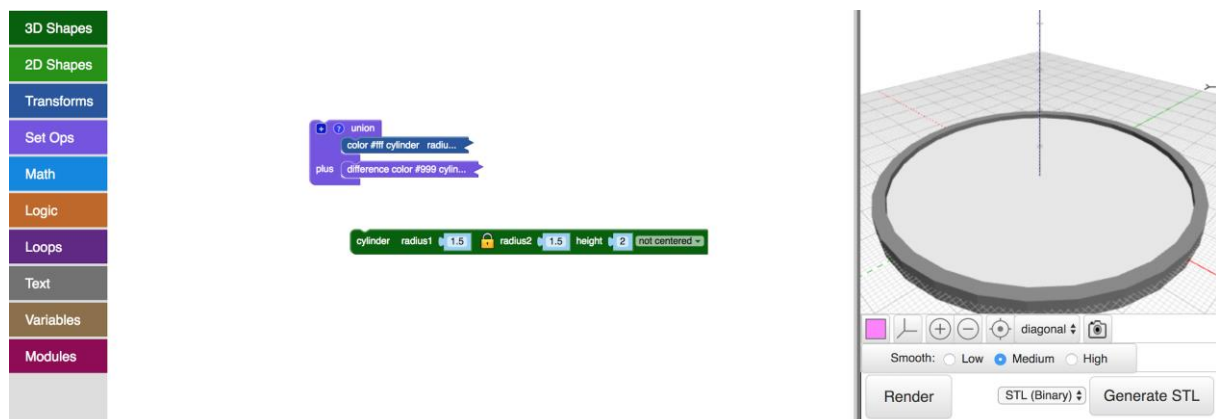 3D Shapes
2D Shapes
Transforms
Set Ops
Math
Logic
Loops
Text
Variables
Modules
+ ? union
color #fff cylinder radiu...
plus difference color #999 cylin...
cylinder radius1 1.5 radius2 1.5 height 2 not centered
diagonal
Smooth: Low Medium High
Render STL (Binary) Generate STL